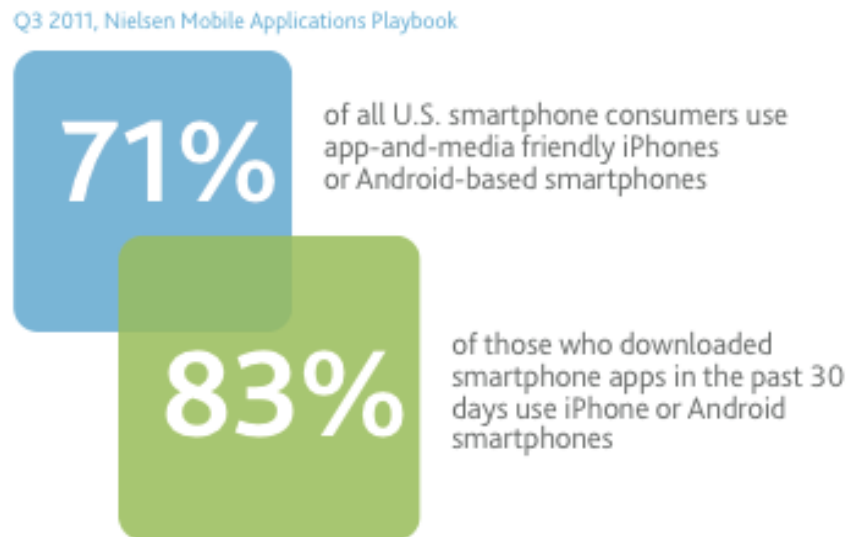 Q3 2011, Nielsen Mobile Applications Playbook
71%
of all U.S. smartphone consumers use
app-and-media friendly iPhones
or Android-based smartphones
83%
of those who downloaded
smartphone apps in the past 30
days use iPhone or Android
smartphones